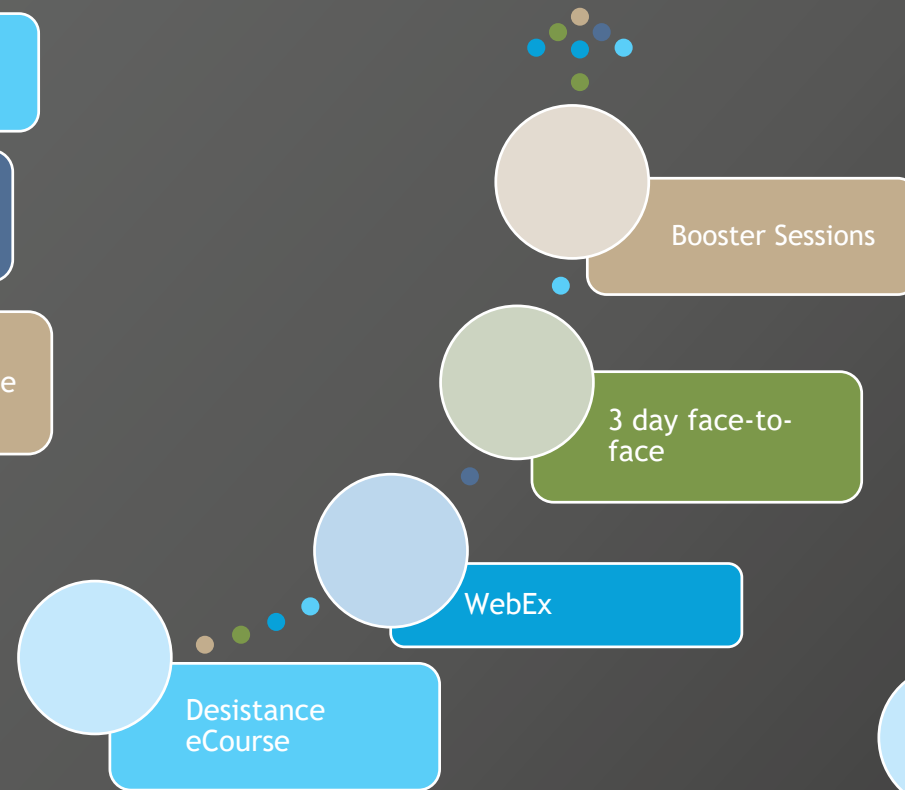 Booster Sessions
3 day face-to-
face
WebEx
Desistance
eCourse